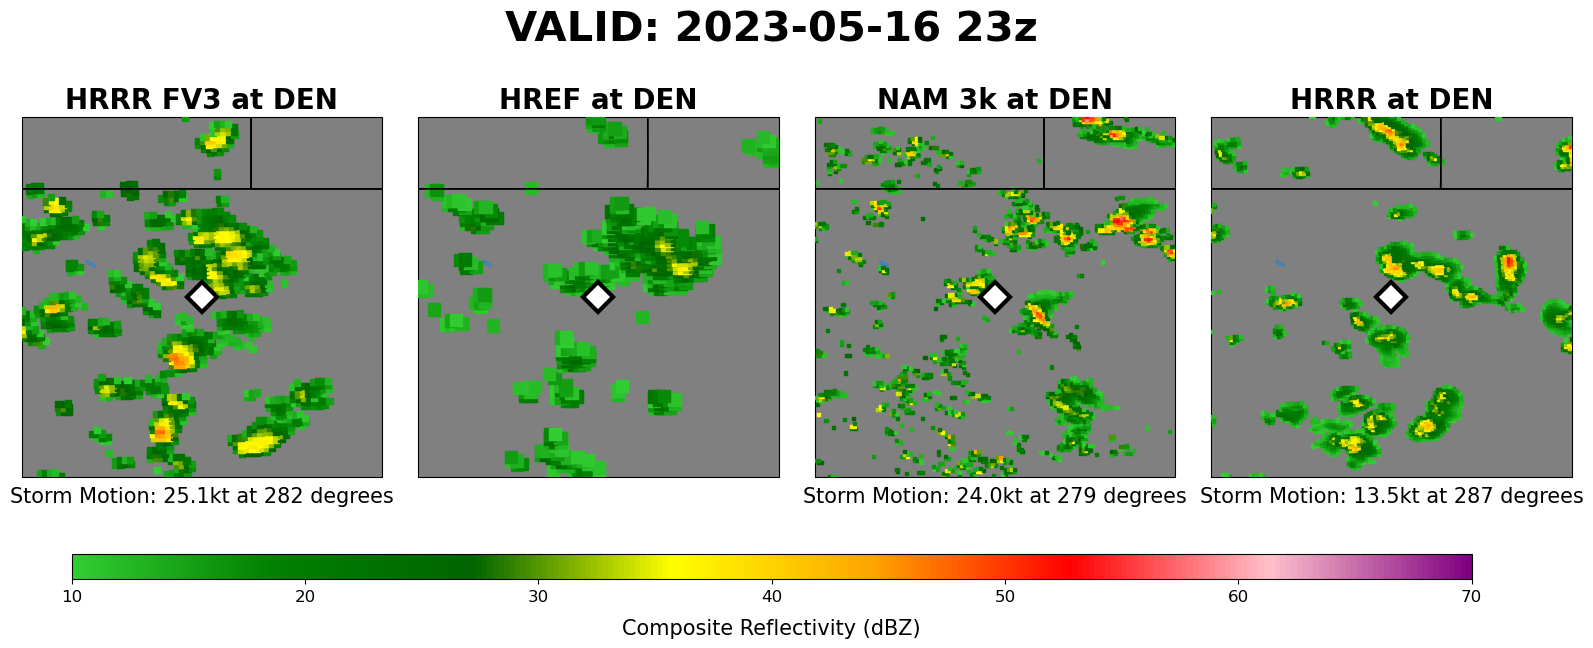 VALID: 2023-05-16 23z
HRRR FV3 at DEN
HREF at DEN
NAM 3k at DEN
HRRR at DEN
Storm Motion: 25.1kt at 282 degrees
Storm Motion: 24.0kt at 279 degrees
Storm Motion: 13.5kt at 287 degrees
10 20 30 40 50 60 70
Composite Reflectivity (dBZ)